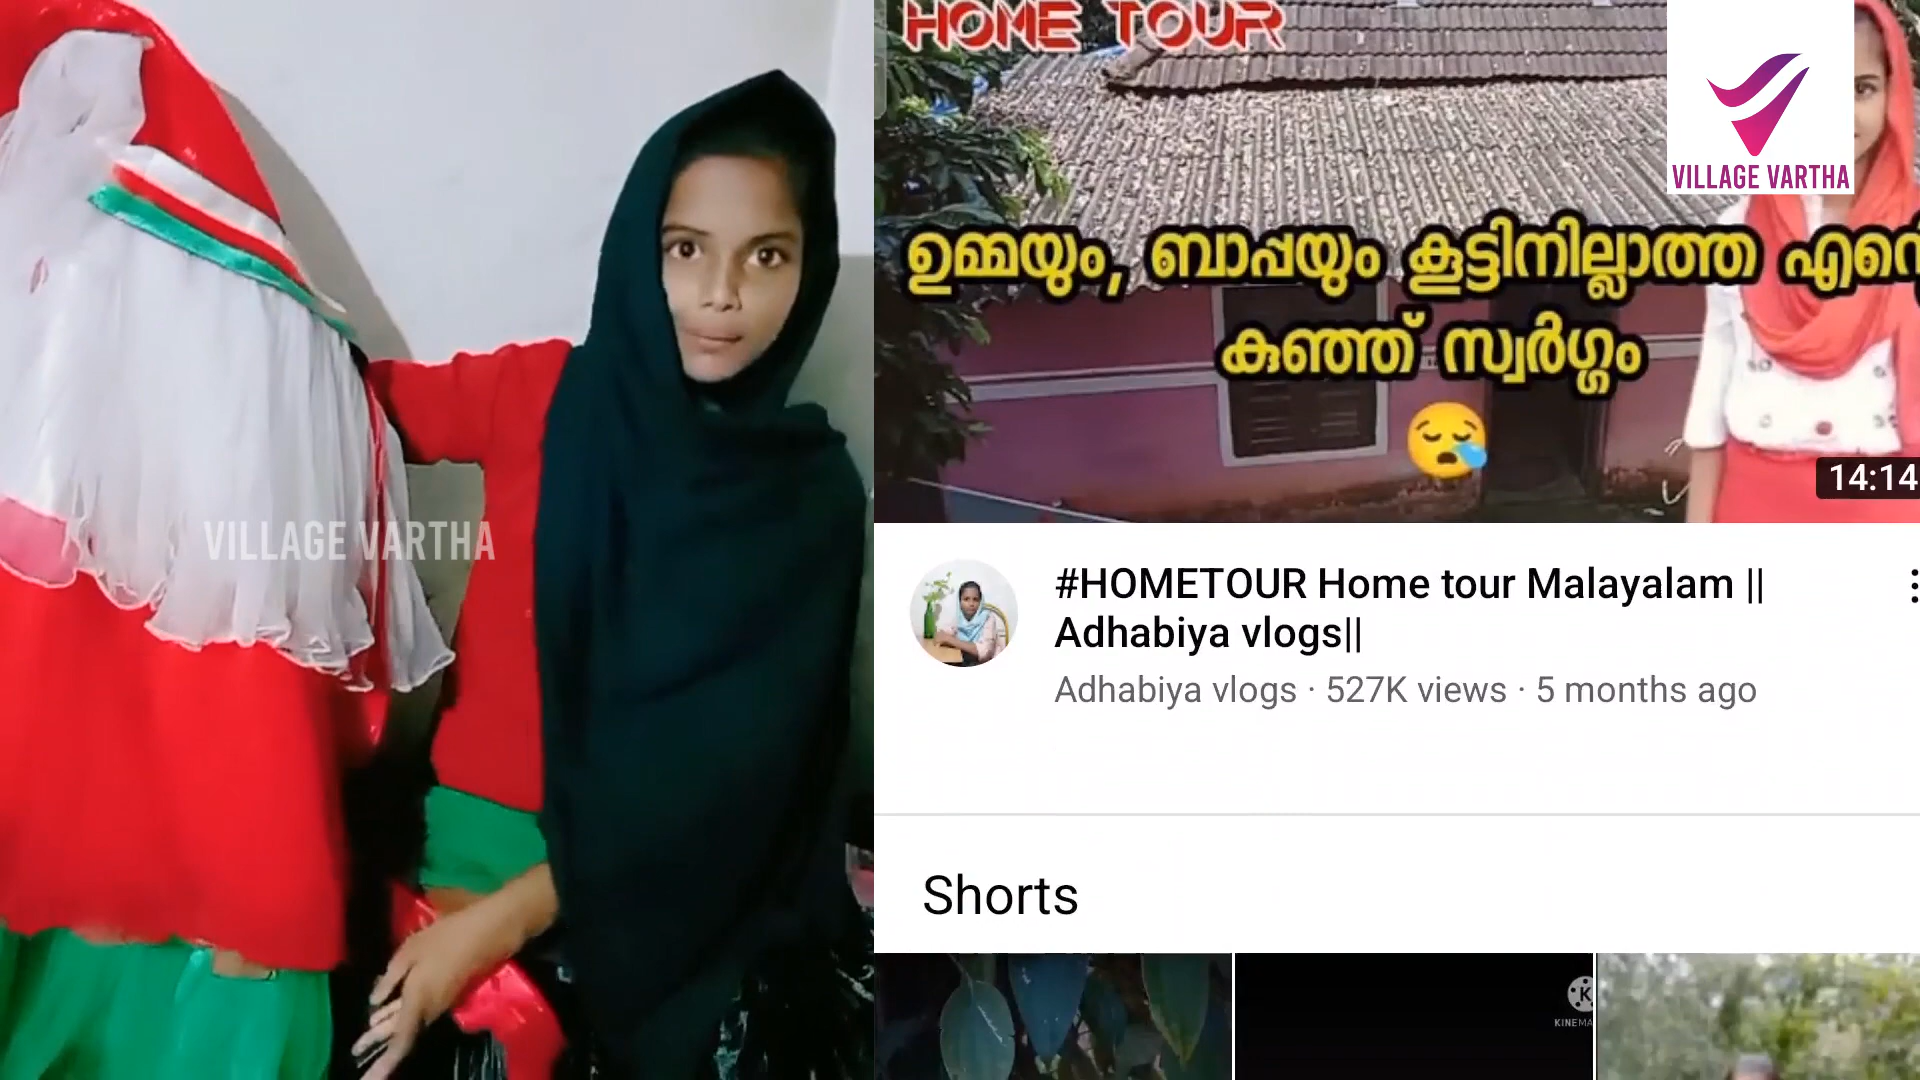 HOME TOUR
VILLAGE VARTHA
ഉമ്മയും, ബാപ്പയും കൂട്ടിനില്ലാത്ത
കുഞ്ഞ് സ്വർഗ്ഗം
14:14
VILLAGE VARTHA
#HOMETOUR Home tour Malayalam ||
Adhabiya vlogs||
Adhabiya vlogs · 527K views · 5 months ago
Shorts
K